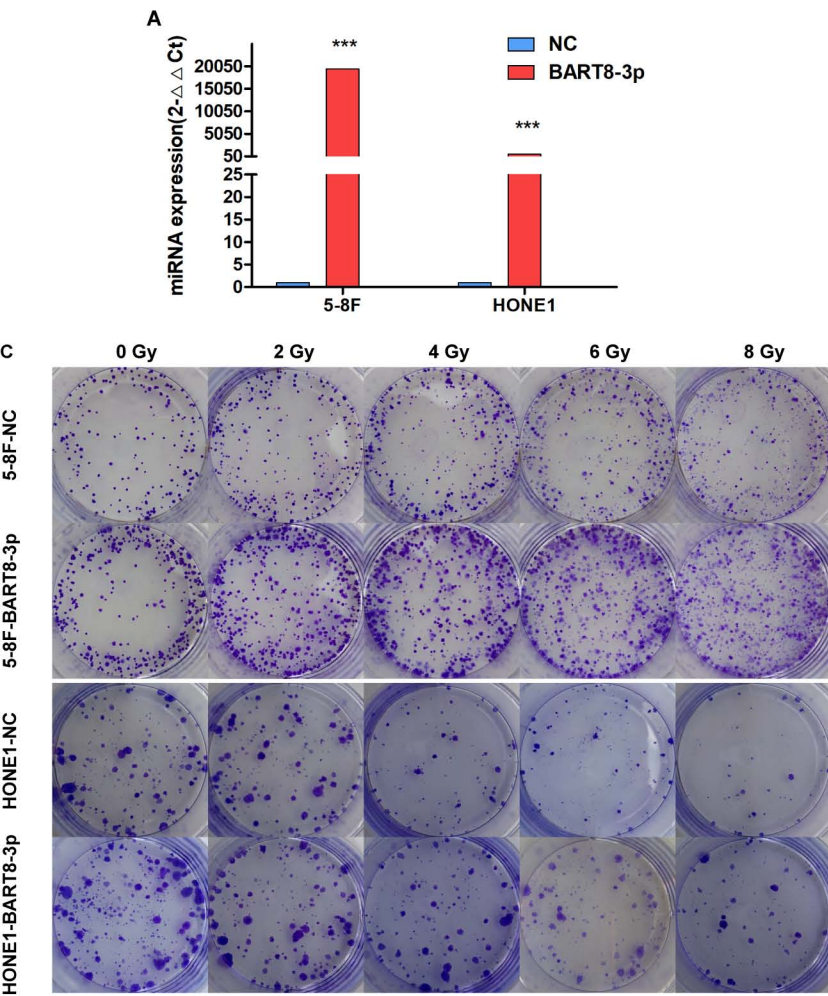 A
miRNA expression(2-△ △ Ct)
20050
15050
10050
5050
50
25
20
15
10
5
0
***
***
NC
BART8-3p
5-8F
HONE1
C
0 Gy
2 Gy
4 Gy
6 Gy
8 Gy
5-8F-NC
5-8F-BART8-3p
HONE1-NC
HONE1-BART8-3p